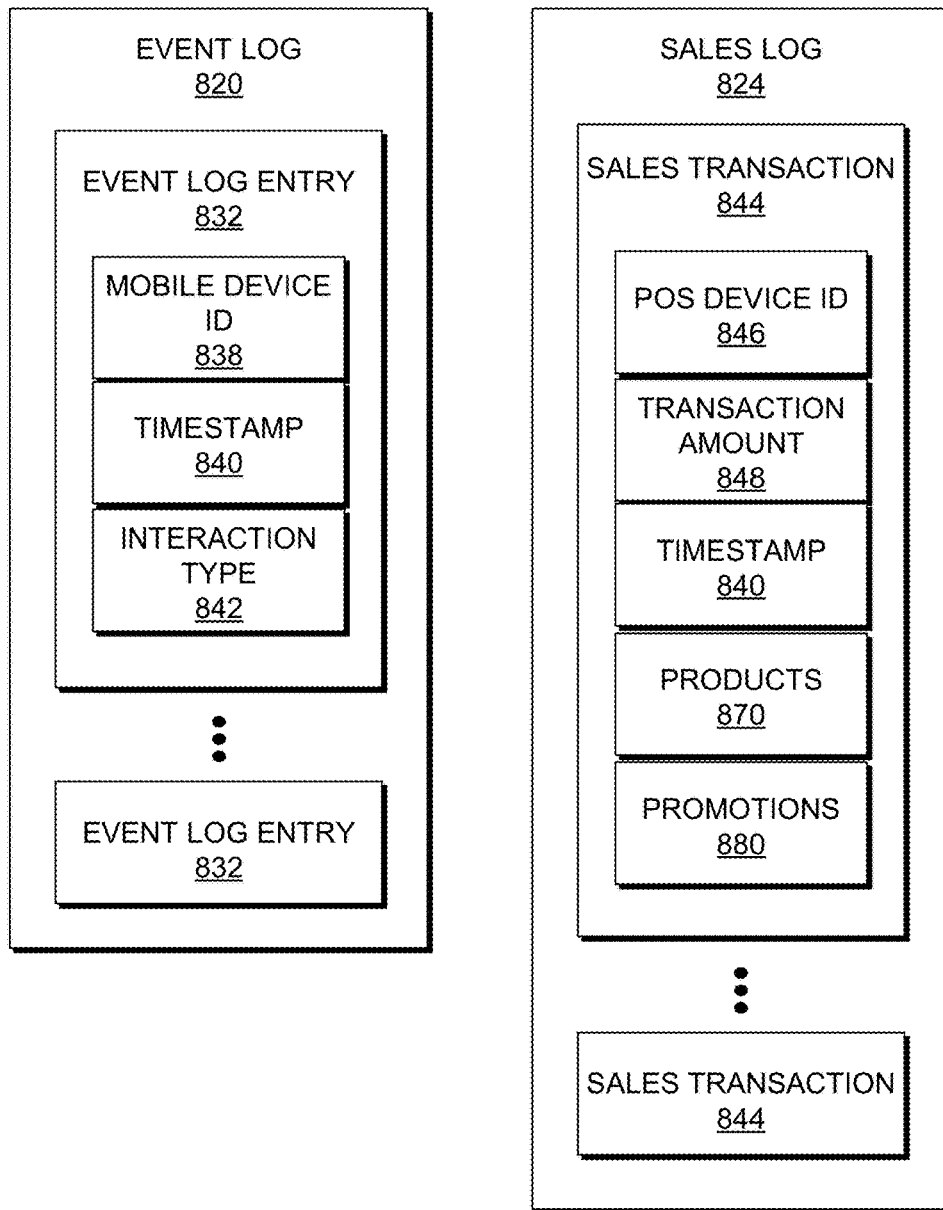 EVENT LOG
820
EVENT LOG ENTRY
832
MOBILE DEVICE
ID
838
TIMESTAMP
840
INTERACTION
TYPE
842
EVENT LOG ENTRY
832
SALES LOG
824
SALES TRANSACTION
844
POS DEVICE ID
846
TRANSACTION
AMOUNT
848
TIMESTAMP
840
PRODUCTS
870
PROMOTIONS
880
SALES TRANSACTION
844